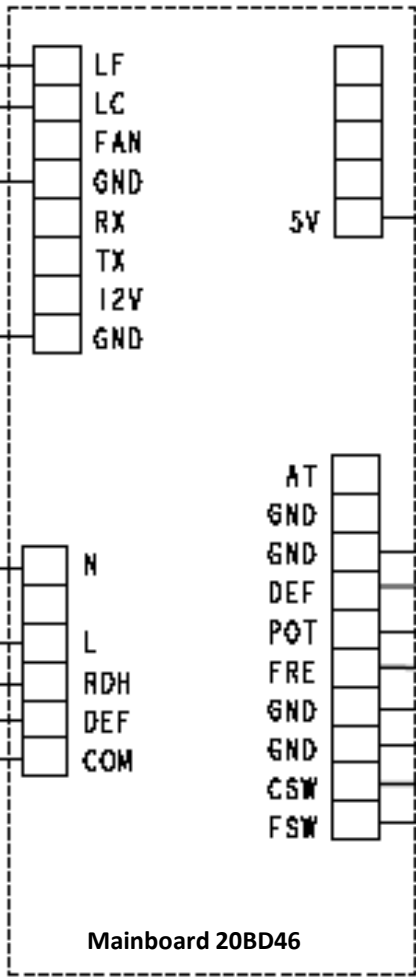 LF
LC
FAN
GND
RX
TX
12V
GND
5V
AT
GND
GND
DEF
POT
FRE
GND
GND
CSW
FSW
N
L
RDH
DEF
COM
Mainboard 20BD46